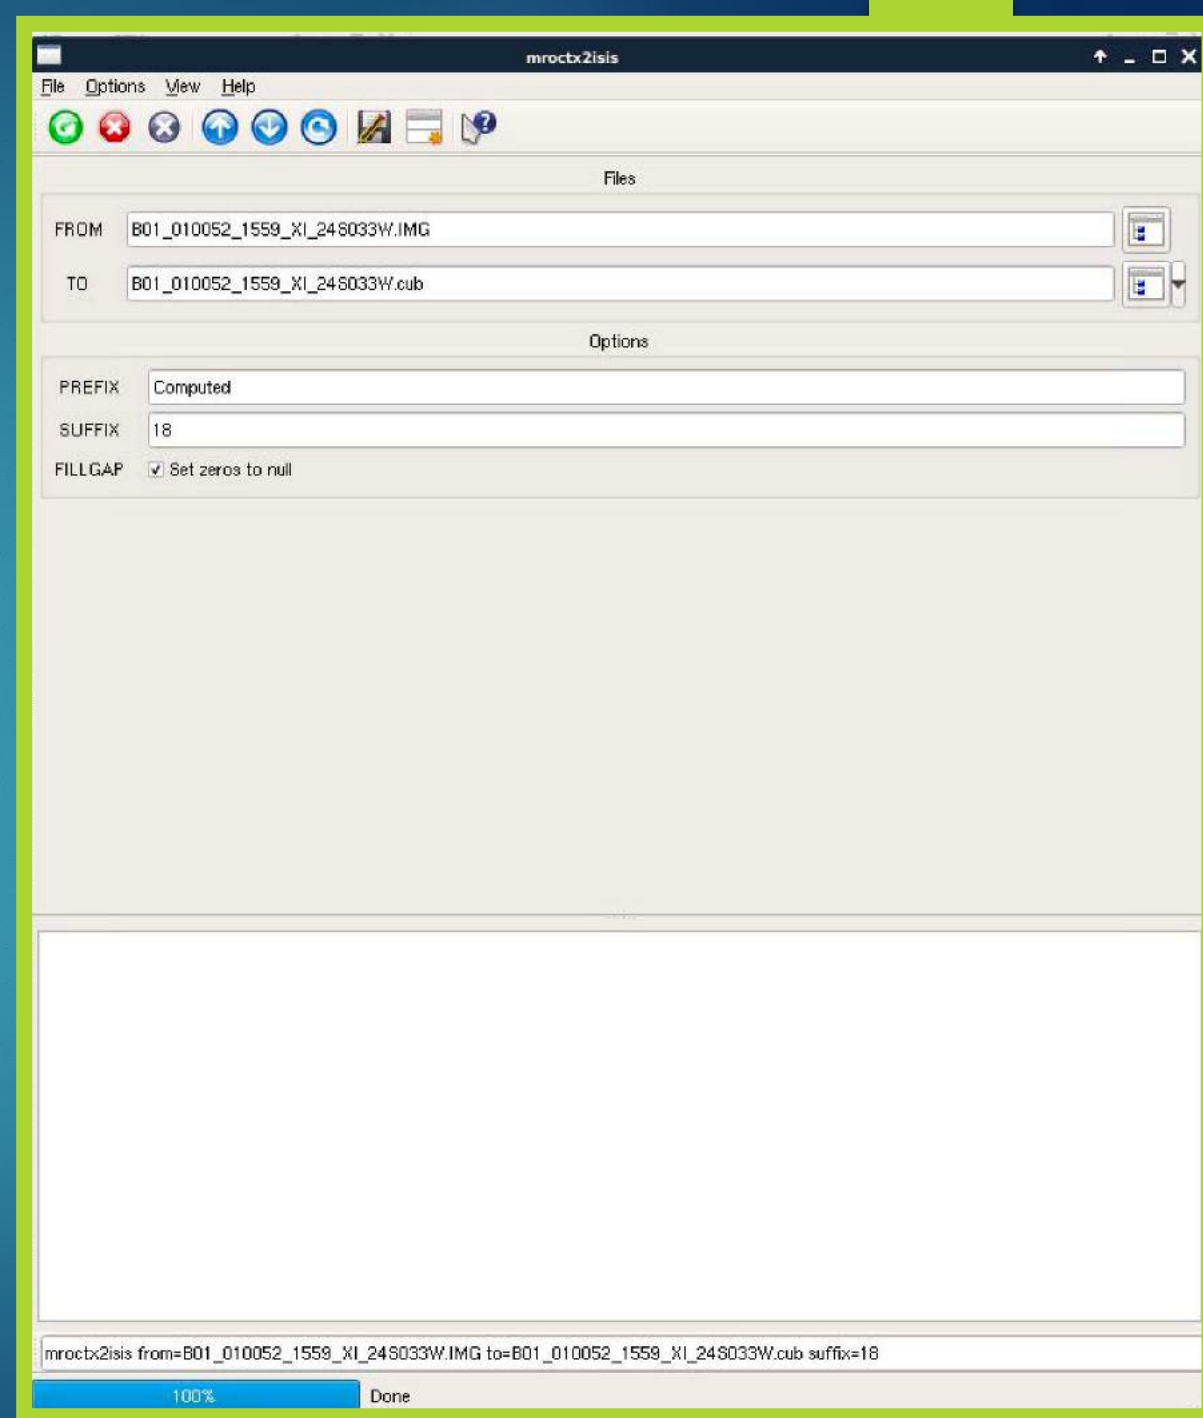 mroctx2isis
File Options View Help
Files
FROM B01_010052_1559_XI_24S033W.IMG
TO B01_010052_1559_XI_24S033W.cub
Options
PREFIX Computed
SUFFIX 18
FILLGAP Set zeros to null
mroctx2isis from=B01_010052_1559_XI_24S033W.IMG to=B01_010052_1559_XI_24S033W.cub suffix=18
100% Done